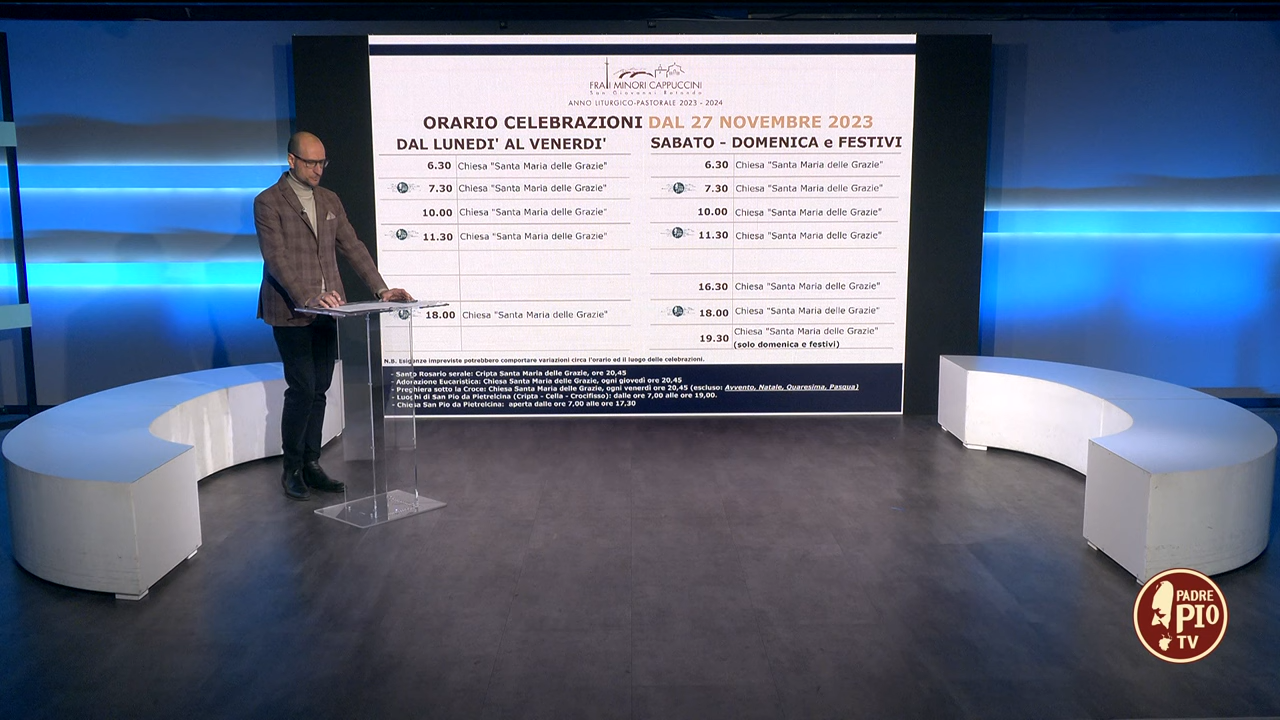 FRATI MINORI CAPPUCCINI
San Giovanni Rotondo
ANNO LITURGICO-PASTORALE 2023 - 2024
ORARIO CELEBRAZIONI DAL 27 NOVEMBRE 2023
DAL LUNEDI' AL VENERDI'
6.30 Chiesa "Santa Maria delle Grazie"
7.30 Chiesa "Santa Maria delle Grazie"
10.00 Chiesa "Santa Maria delle Grazie"
11.30 Chiesa "Santa Maria delle Grazie"
18.00 Chiesa "Santa Maria delle Grazie"
SABATO - DOMENICA e FESTIVI
6.30 Chiesa "Santa Maria delle Grazie"
7.30 Chiesa "Santa Maria delle Grazie"
10.00 Chiesa "Santa Maria delle Grazie"
11.30 Chiesa "Santa Maria delle Grazie"
16.30 Chiesa "Santa Maria delle Grazie"
18.00 Chiesa "Santa Maria delle Grazie"
19.30 Chiesa "Santa Maria delle Grazie"
(solo domenica e festivi)
N.B. Esigenze impreviste potrebbero comportare variazioni circa l'orario ed il luogo delle celebrazioni.
- Santo Rosario serale: Cripta Santa Maria delle Grazie, ore 20,45
- Adorazione Eucaristica: Chiesa Santa Maria delle Grazie, ogni giovedì ore 20,45
- Preghiera sotto la Croce: Chiesa Santa Maria delle Grazie, ogni venerdì ore 20,45 (escluso: Avvento, Natale, Quaresima, Pasqua)
- Luoghi di San Pio da Pietrelcina (Cripta - Cella - Crocifisso): dalle ore 7,00 alle ore 19,00.
- Chiesa San Pio da Pietrelcina: aperta dalle ore 7,00 alle ore 17,30
PADRE
PIO
TV